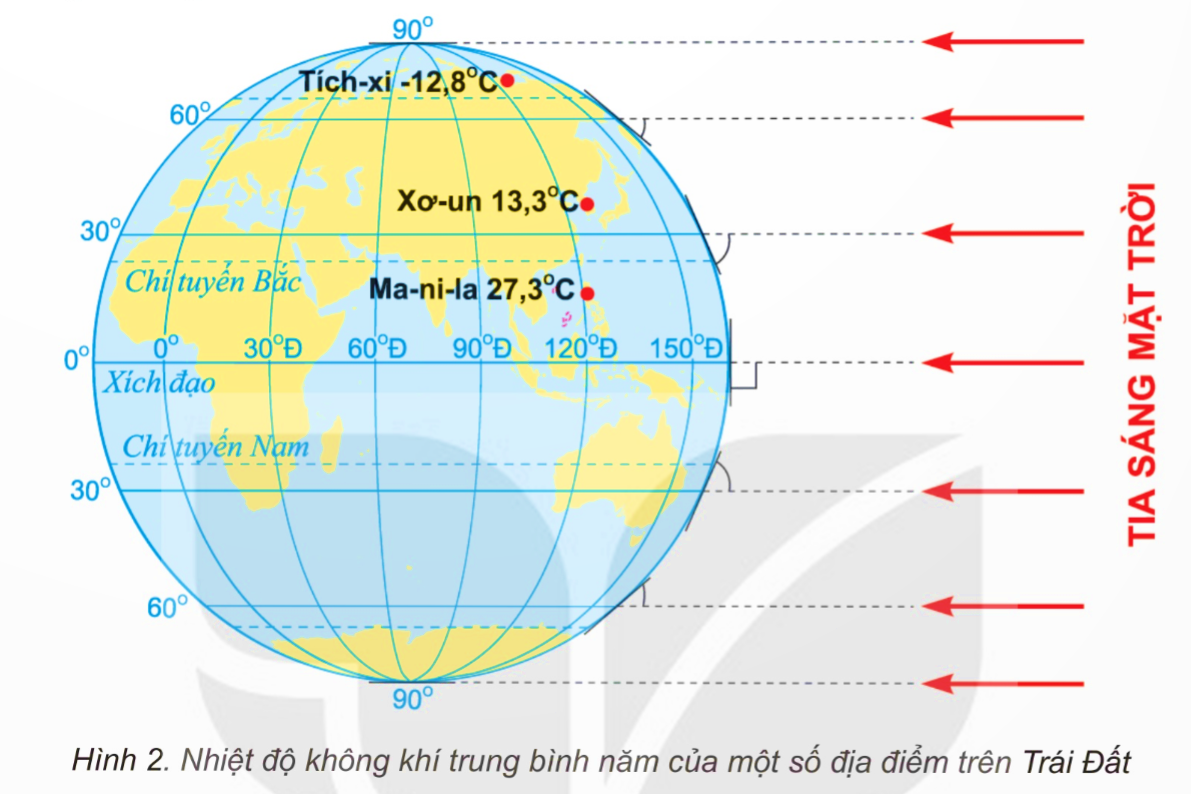 90°
Tích-xi -12,8°C
60°
Xơ-un 13,3°C
30°
Chí tuyến Bắc
Ma-ni-la 27,3°C
0° 0° 30°Đ 60°Đ 90°Đ 120°Đ 150°Đ
Xích đạo
Chí tuyến Nam
30°
60°
90°
TIA SÁNG MẶT TRỜI
Hình 2. Nhiệt độ không khí trung bình năm của một số địa điểm trên Trái Đất